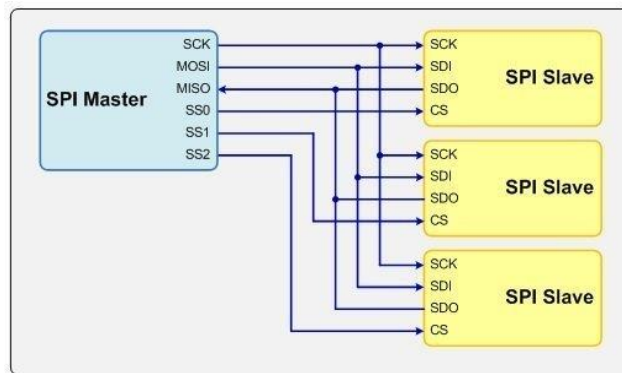 SPI Master
SCK
MOSI
MISO
SS0
SS1
SS2
SCK
SDI
SDO
CS
SPI Slave
SCK
SDI
SDO
CS
SPI Slave
SCK
SDI
SDO
CS
SPI Slave